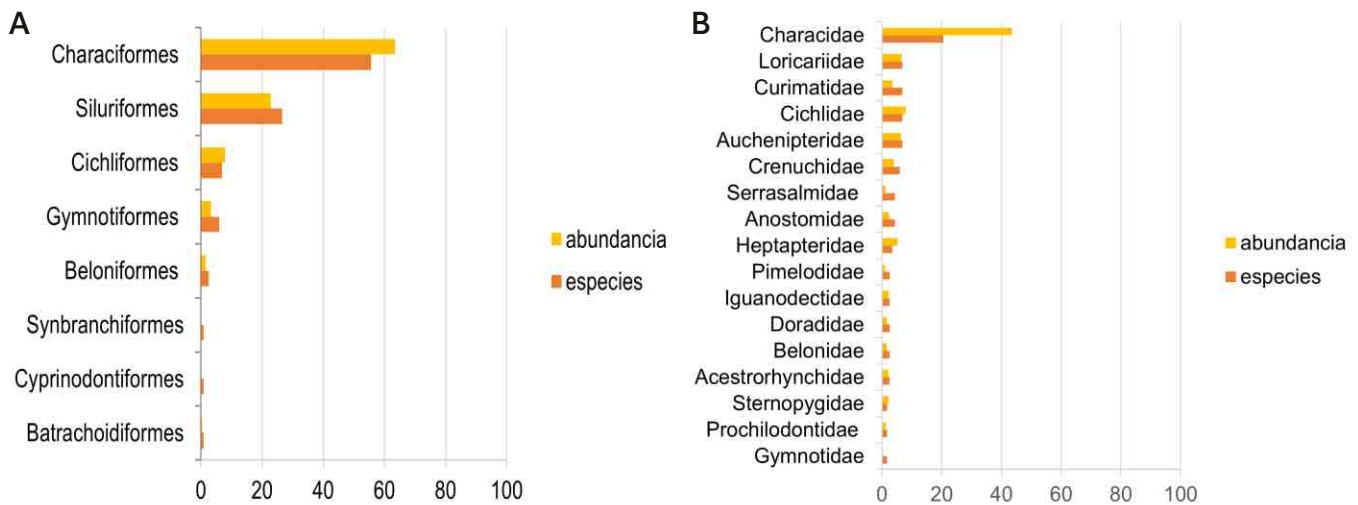 A
Characiformes
Siluriformes
Cichliformes
Gymnotiformes
Beloniformes
Synbranchiformes
Cyprinodontiformes
Batrachoidiformes
0 20 40 60 80 100
abundancia
especies
B
Characidae
Loricariidae
Curimatidae
Cichlidae
Auchenipteridae
Crenuchidae
Serrasalmidae
Anostomidae
Heptapteridae
Pimelodidae
Iguanodectidae
Doradidae
Belonidae
Acestrorhynchidae
Sternopygidae
Prochilodontidae
Gymnotidae
0 20 40 60 80 100
abundancia
especies